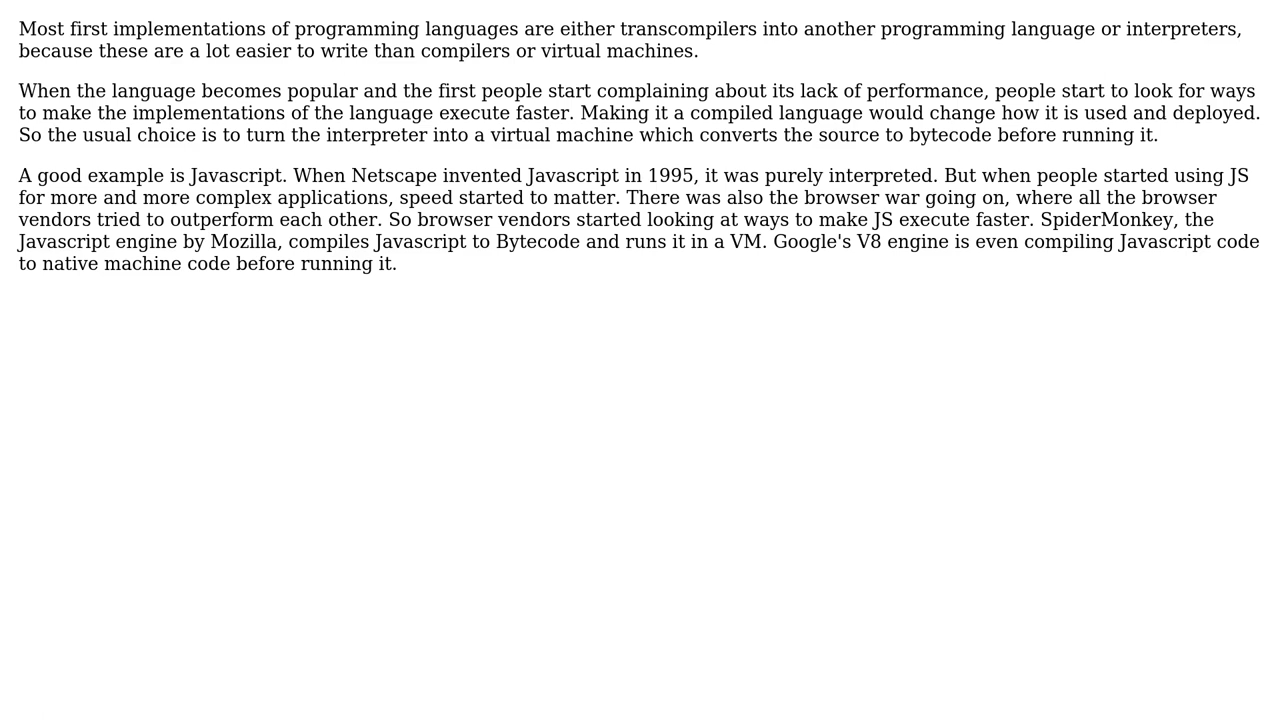 Most first implementations of programming languages are either transcompilers into another programming language or interpreters,
because these are a lot easier to write than compilers or virtual machines.
When the language becomes popular and the first people start complaining about its lack of performance, people start to look for ways
to make the implementations of the language execute faster. Making it a compiled language would change how it is used and deployed.
So the usual choice is to turn the interpreter into a virtual machine which converts the source to bytecode before running it.
A good example is Javascript. When Netscape invented Javascript in 1995, it was purely interpreted. But when people started using JS
for more and more complex applications, speed started to matter. There was also the browser war going on, where all the browser
vendors tried to outperform each other. So browser vendors started looking at ways to make JS execute faster. SpiderMonkey, the
Javascript engine by Mozilla, compiles Javascript to Bytecode and runs it in a VM. Google's V8 engine is even compiling Javascript code
to native machine code before running it.